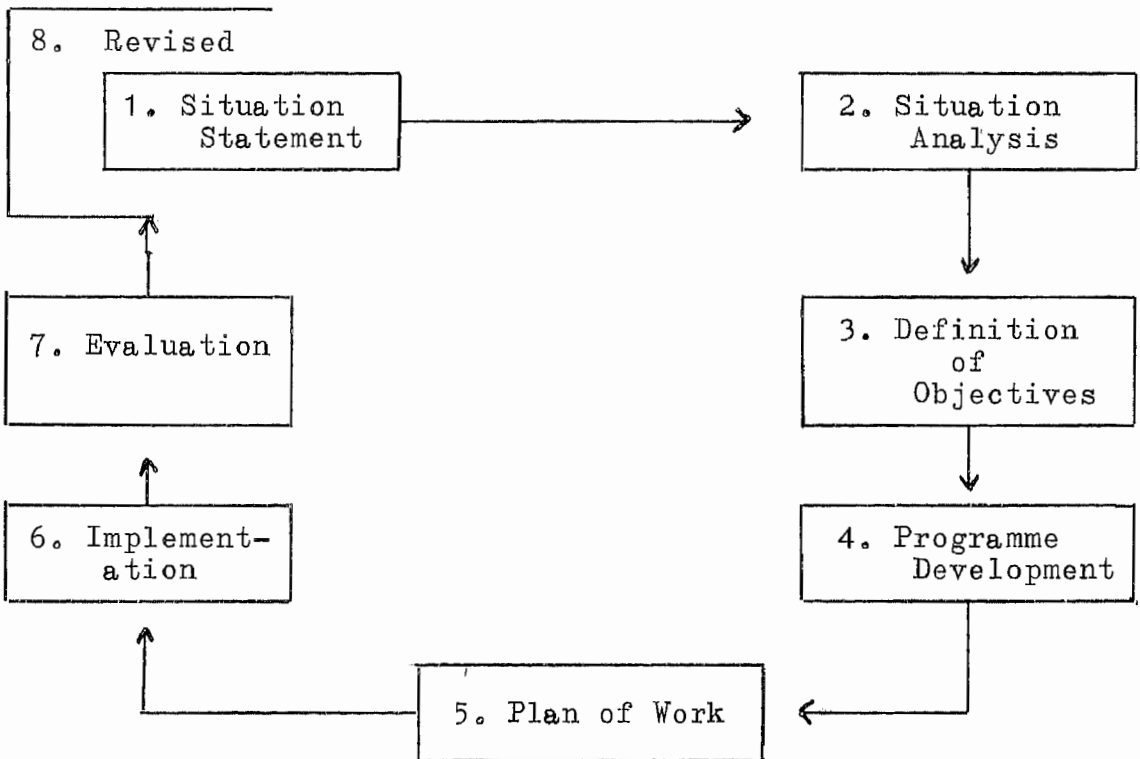 8. Revised
1. Situation
Statement
2. Situation
Analysis
3. Definition
of
Objectives
4. Programme
Development
5. Plan of Work
6. Implement-
ation
7. Evaluation